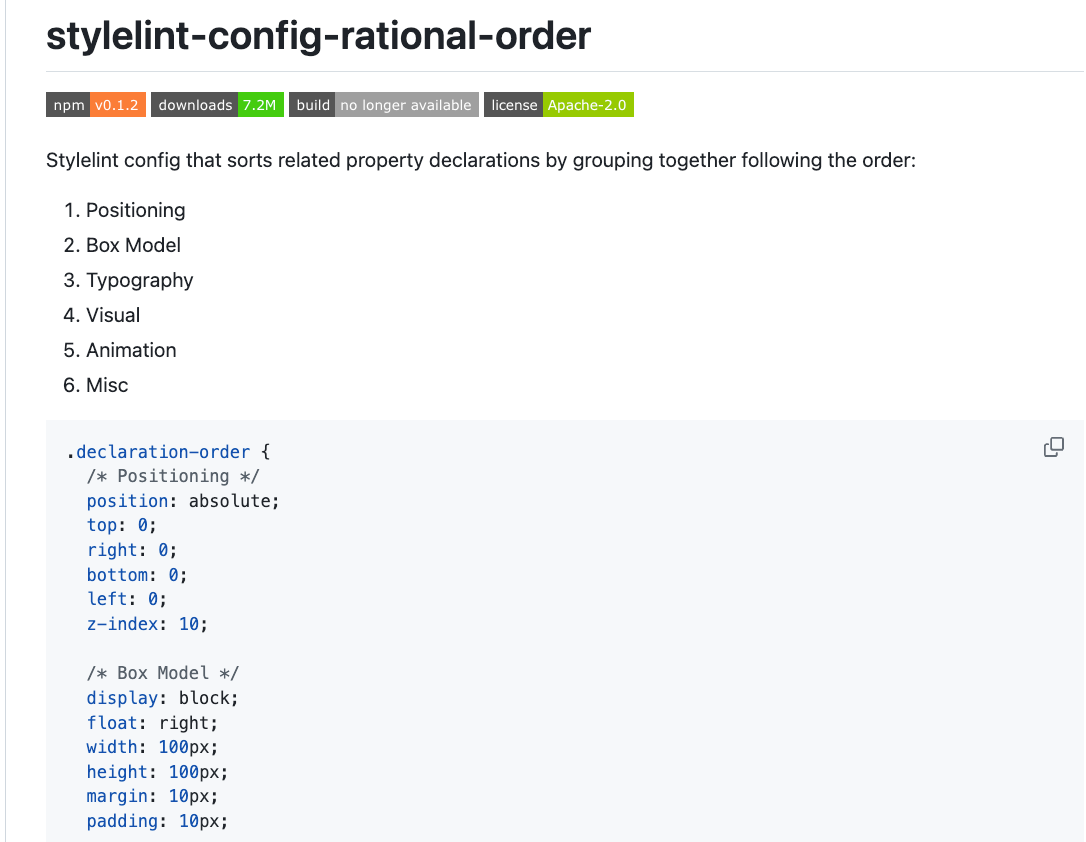 stylelint-config-rational-order
npm v0.1.2 downloads 7.2M build no longer available license Apache-2.0
Stylelint config that sorts related property declarations by grouping together following the order:
1. Positioning
2. Box Model
3. Typography
4. Visual
5. Animation
6. Misc
.declaration-order {
/* Positioning */
position: absolute;
top: 0;
right: 0;
bottom: 0;
left: 0;
z-index: 10;
/* Box Model */
display: block;
float: right;
width: 100px;
height: 100px;
margin: 10px;
padding: 10px;